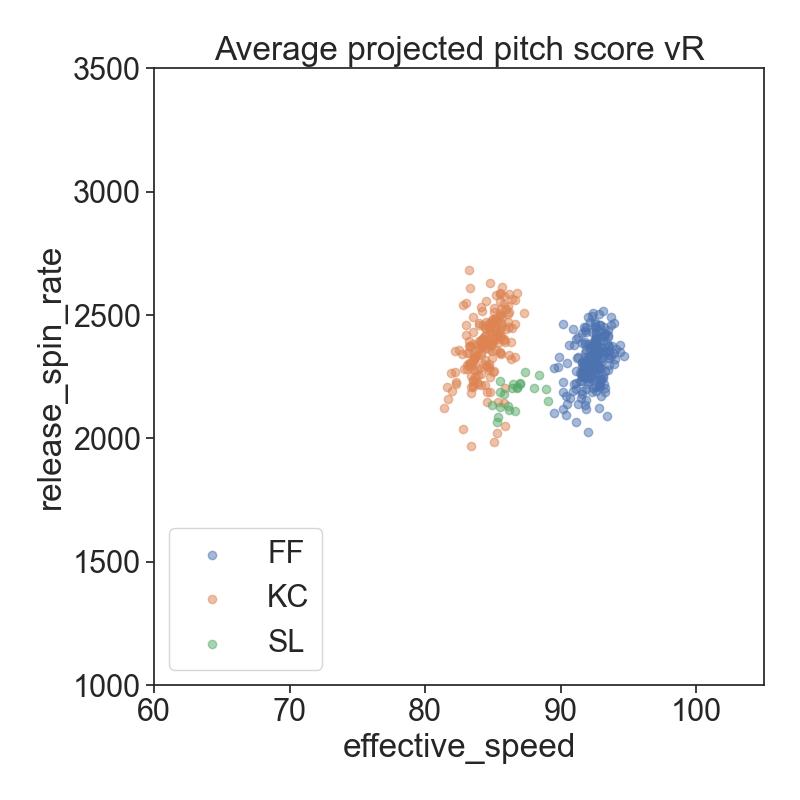 Average projected pitch score vR
3500
3000
2500
2000
1500
1000
release_spin_rate
FF
KC
SL
60 70 80 90 100
effective_speed